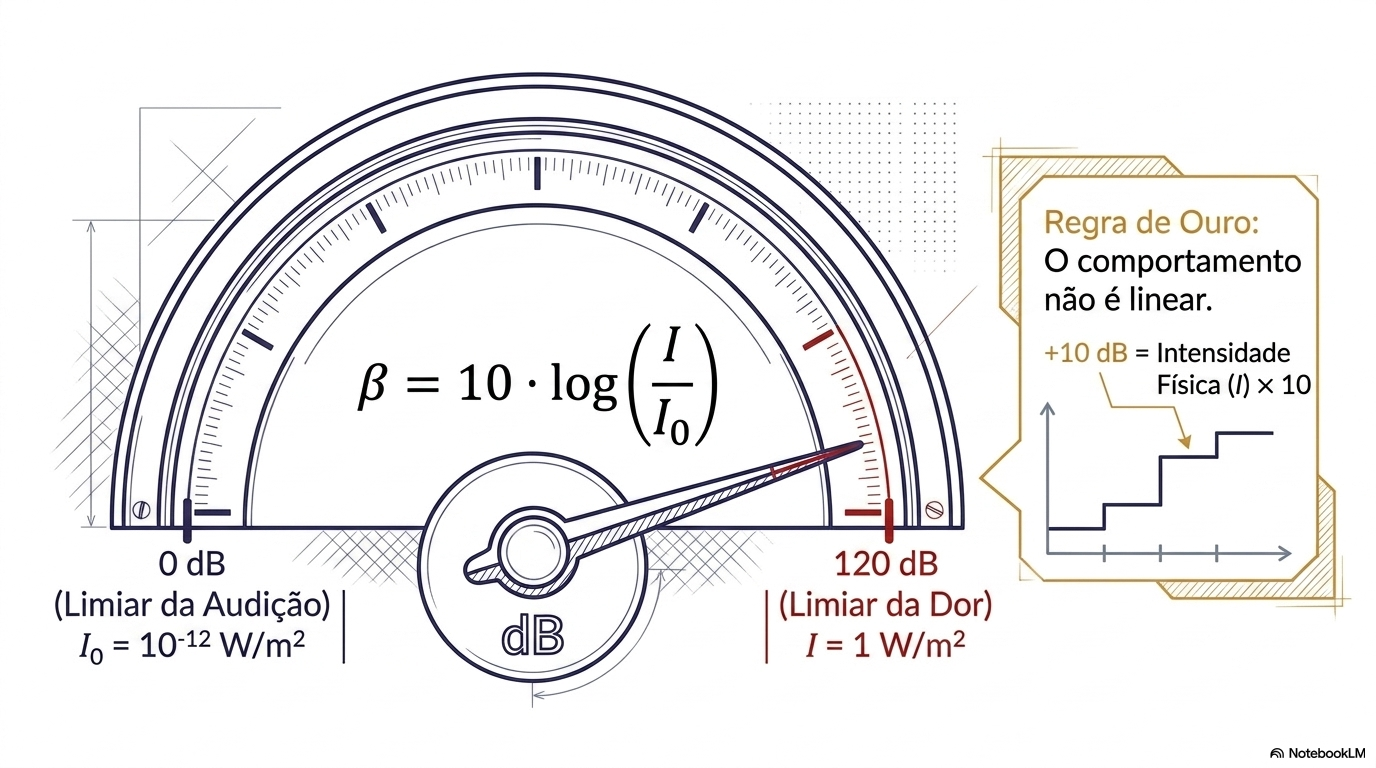 β = 10 · log(I/I₀)
0 dB
(Limiar da Audição)
I₀ = 10⁻¹² W/m²
dB
120 dB
(Limiar da Dor)
I = 1 W/m²
Regra de Ouro:
O comportamento
não é linear.
+10 dB = Intensidade
Física (I) × 10
NotebookLM